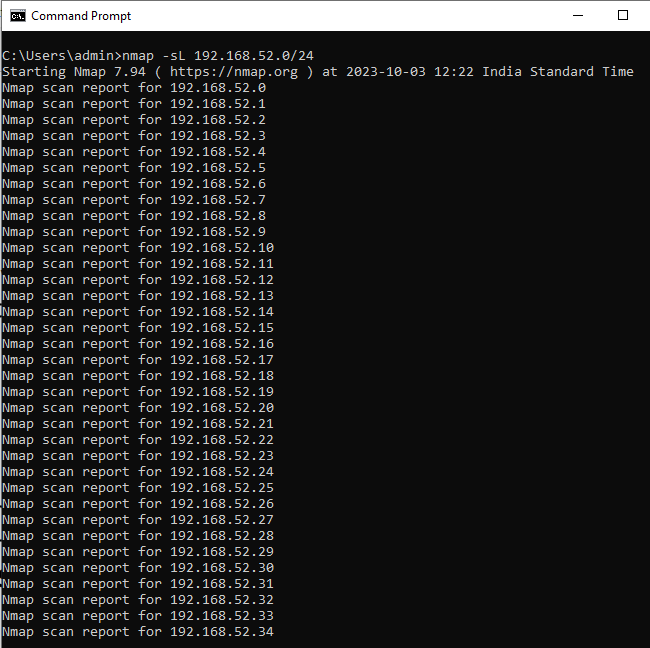 Command Prompt
C:\Users\admin>nmap -sL 192.168.52.0/24
Starting Nmap 7.94 ( https://nmap.org ) at 2023-10-03 12:22 India Standard Time
Nmap scan report for 192.168.52.0
Nmap scan report for 192.168.52.1
Nmap scan report for 192.168.52.2
Nmap scan report for 192.168.52.3
Nmap scan report for 192.168.52.4
Nmap scan report for 192.168.52.5
Nmap scan report for 192.168.52.6
Nmap scan report for 192.168.52.7
Nmap scan report for 192.168.52.8
Nmap scan report for 192.168.52.9
Nmap scan report for 192.168.52.10
Nmap scan report for 192.168.52.11
Nmap scan report for 192.168.52.12
Nmap scan report for 192.168.52.13
Nmap scan report for 192.168.52.14
Nmap scan report for 192.168.52.15
Nmap scan report for 192.168.52.16
Nmap scan report for 192.168.52.17
Nmap scan report for 192.168.52.18
Nmap scan report for 192.168.52.19
Nmap scan report for 192.168.52.20
Nmap scan report for 192.168.52.21
Nmap scan report for 192.168.52.22
Nmap scan report for 192.168.52.23
Nmap scan report for 192.168.52.24
Nmap scan report for 192.168.52.25
Nmap scan report for 192.168.52.26
Nmap scan report for 192.168.52.27
Nmap scan report for 192.168.52.28
Nmap scan report for 192.168.52.29
Nmap scan report for 192.168.52.30
Nmap scan report for 192.168.52.31
Nmap scan report for 192.168.52.32
Nmap scan report for 192.168.52.33
Nmap scan report for 192.168.52.34